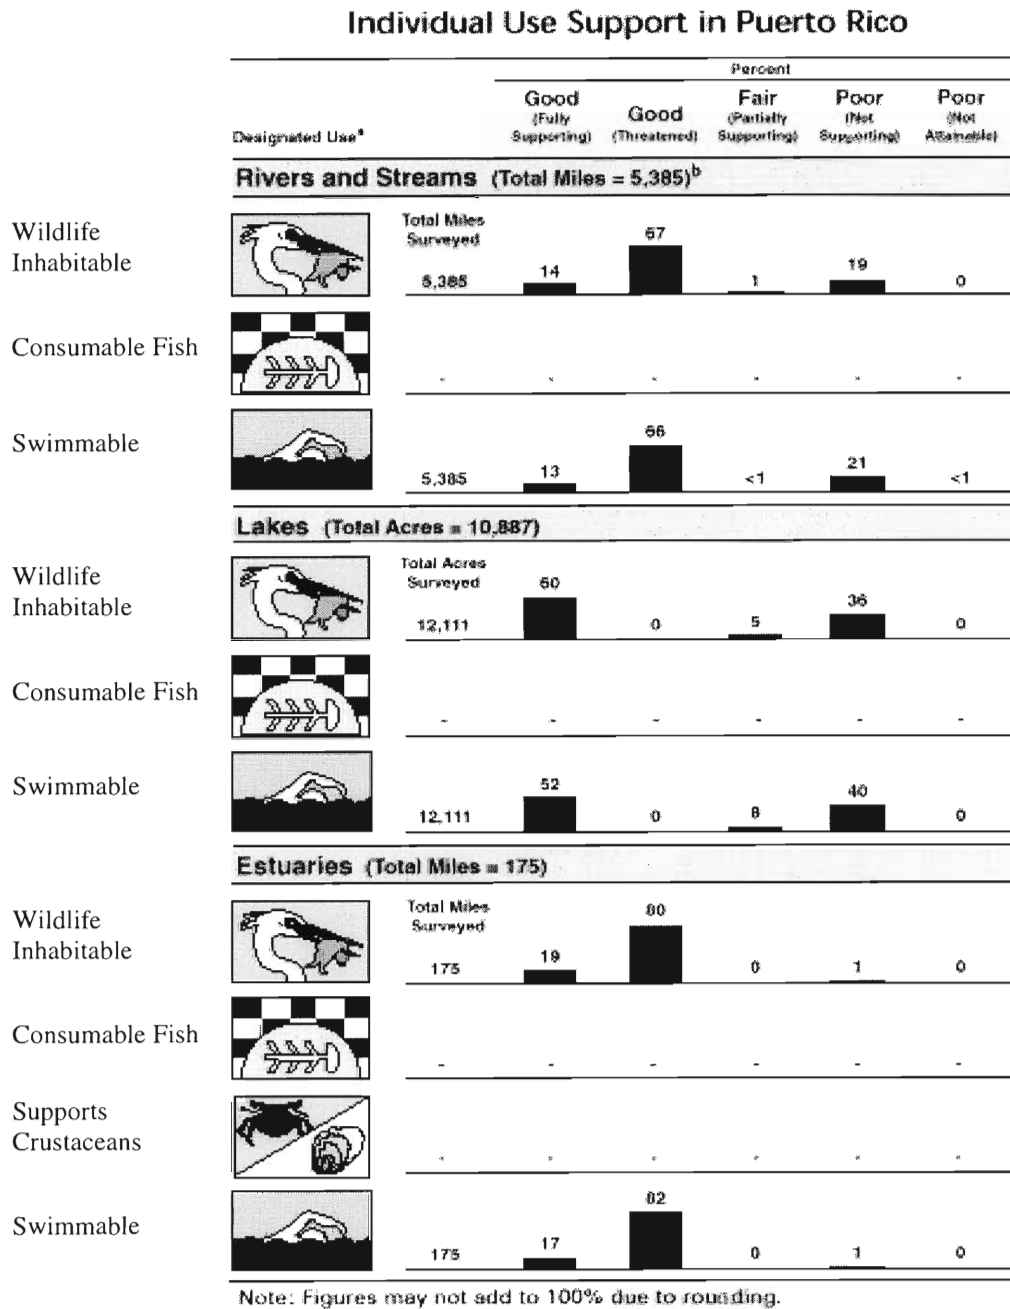 Individual Use Support in Puerto Rico
Percent
Designated Useᵃ
Good (Fully Supporting)
Good (Threatened)
Fair (Partially Supporting)
Poor (Not Supporting)
Poor (Not Attainable)
Rivers and Streams (Total Miles = 5,385)ᵇ
Wildlife
Inhabitable
Total Miles
Surveyed
5,385 14 67 1 19 0
Consumable Fish
- - - - - -
Swimmable
5,385 13 66 <1 21 <1
Lakes (Total Acres = 10,887)
Wildlife
Inhabitable
Total Acres
Surveyed
12,111 60 0 5 36 0
Consumable Fish
- - - - - -
Swimmable
12,111 52 0 8 40 0
Estuaries (Total Miles = 175)
Wildlife
Inhabitable
Total Miles
Surveyed
175 19 80 0 1 0
Consumable Fish
- - - - - -
Supports
Crustaceans
- - - - - -
Swimmable
175 17 82 0 1 0
Note: Figures may not add to 100% due to rounding.